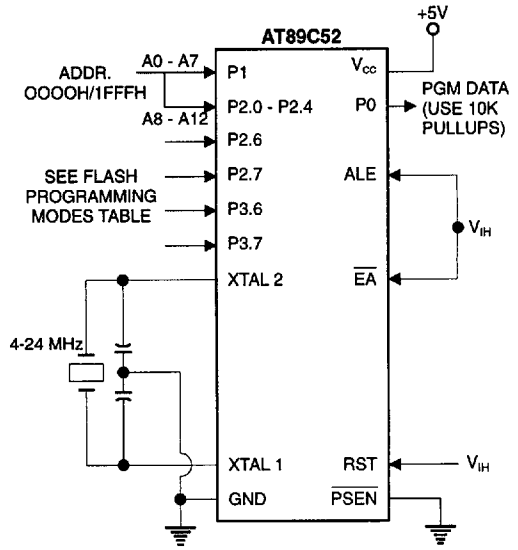 +5V
AT89C52
A0 - A7
ADDR.
OOOOH/1FFFH
P1
VCC
P2.0 - P2.4
P0
PGM DATA
(USE 10K
PULLUPS)
A8 - A12
P2.6
SEE FLASH
PROGRAMMING
MODES TABLE
P2.7
ALE
P3.6
VIH
P3.7
XTAL 2
EA
4-24 MHz
XTAL 1
RST
VIH
GND
PSEN